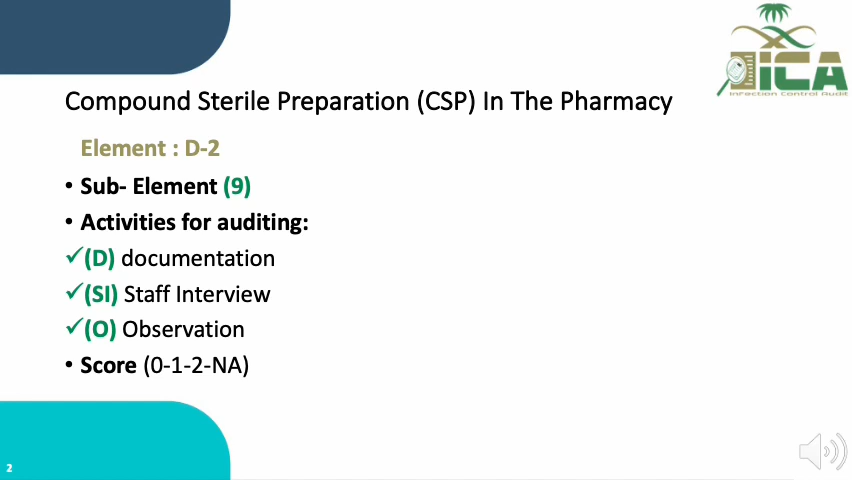 ICA
Infection Control Audit
Compound Sterile Preparation (CSP) In The Pharmacy
Element : D-2
• Sub- Element (9)
• Activities for auditing:
✓(D) documentation
✓(SI) Staff Interview
✓(O) Observation
• Score (0-1-2-NA)
2